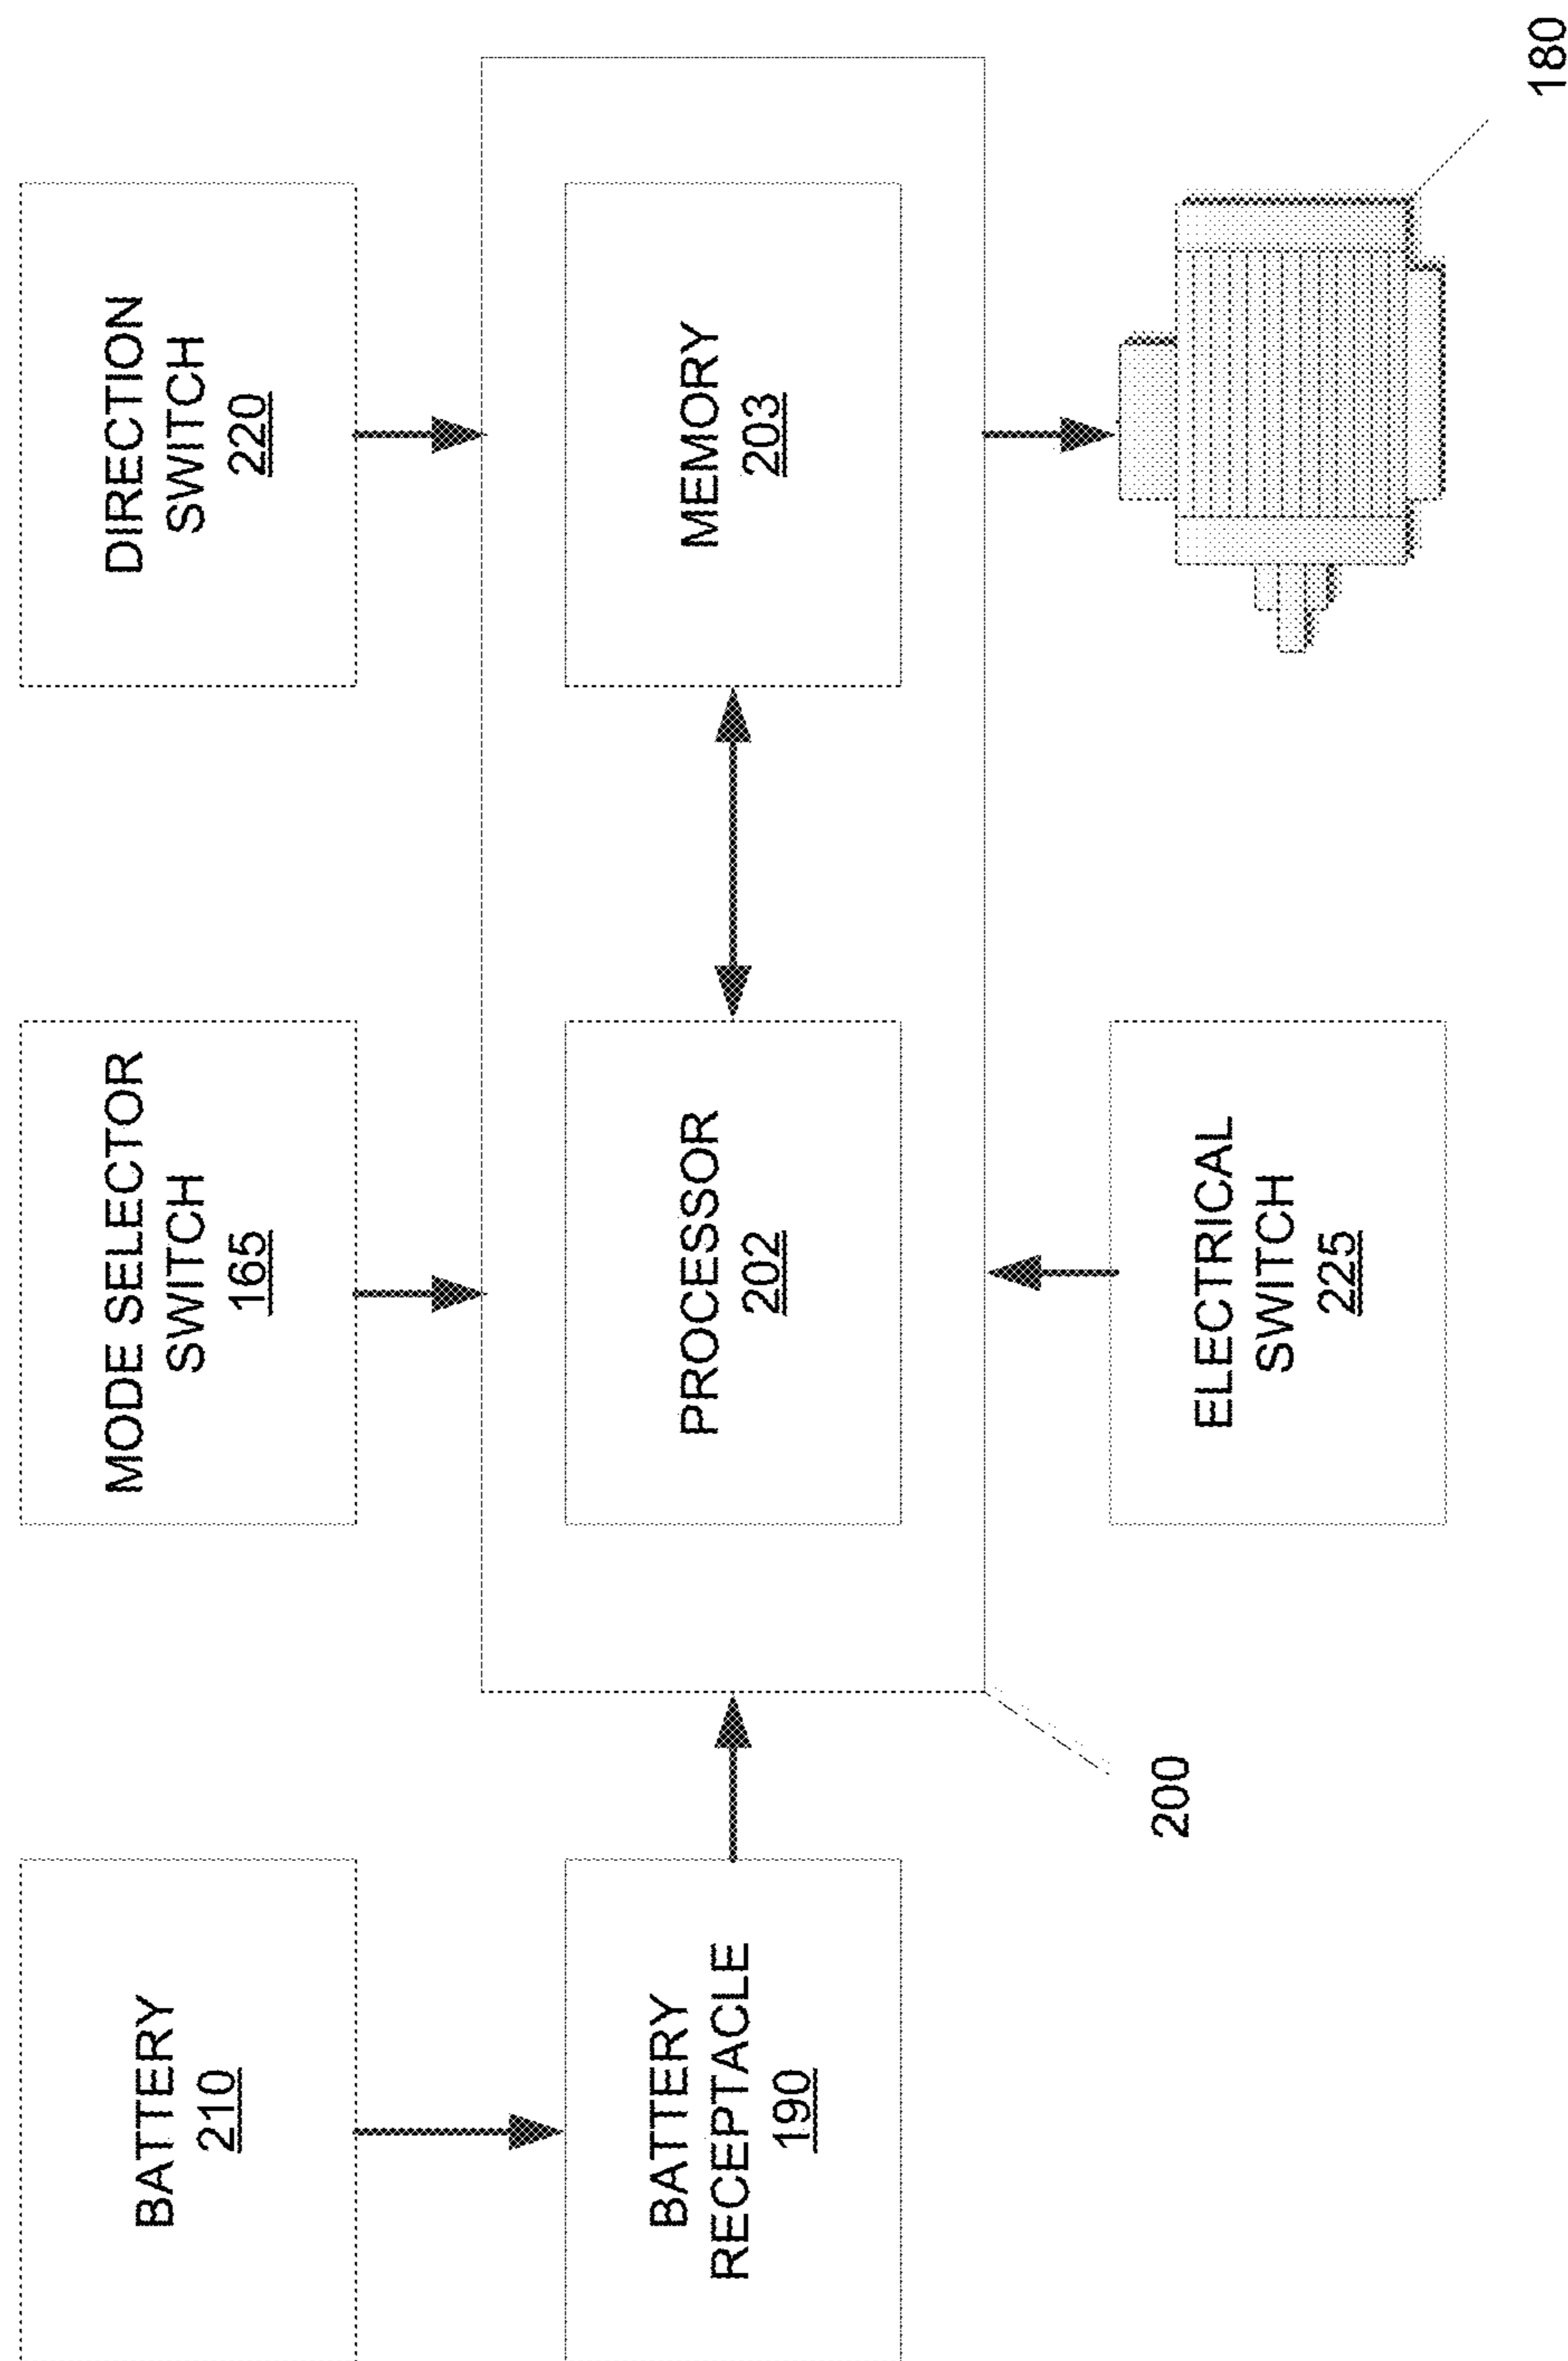 BATTERY
210
MODE SELECTOR
SWITCH
165
DIRECTION
SWITCH
220
BATTERY
RECEPTACLE
190
PROCESSOR
202
MEMORY
203
200
ELECTRICAL
SWITCH
225
180